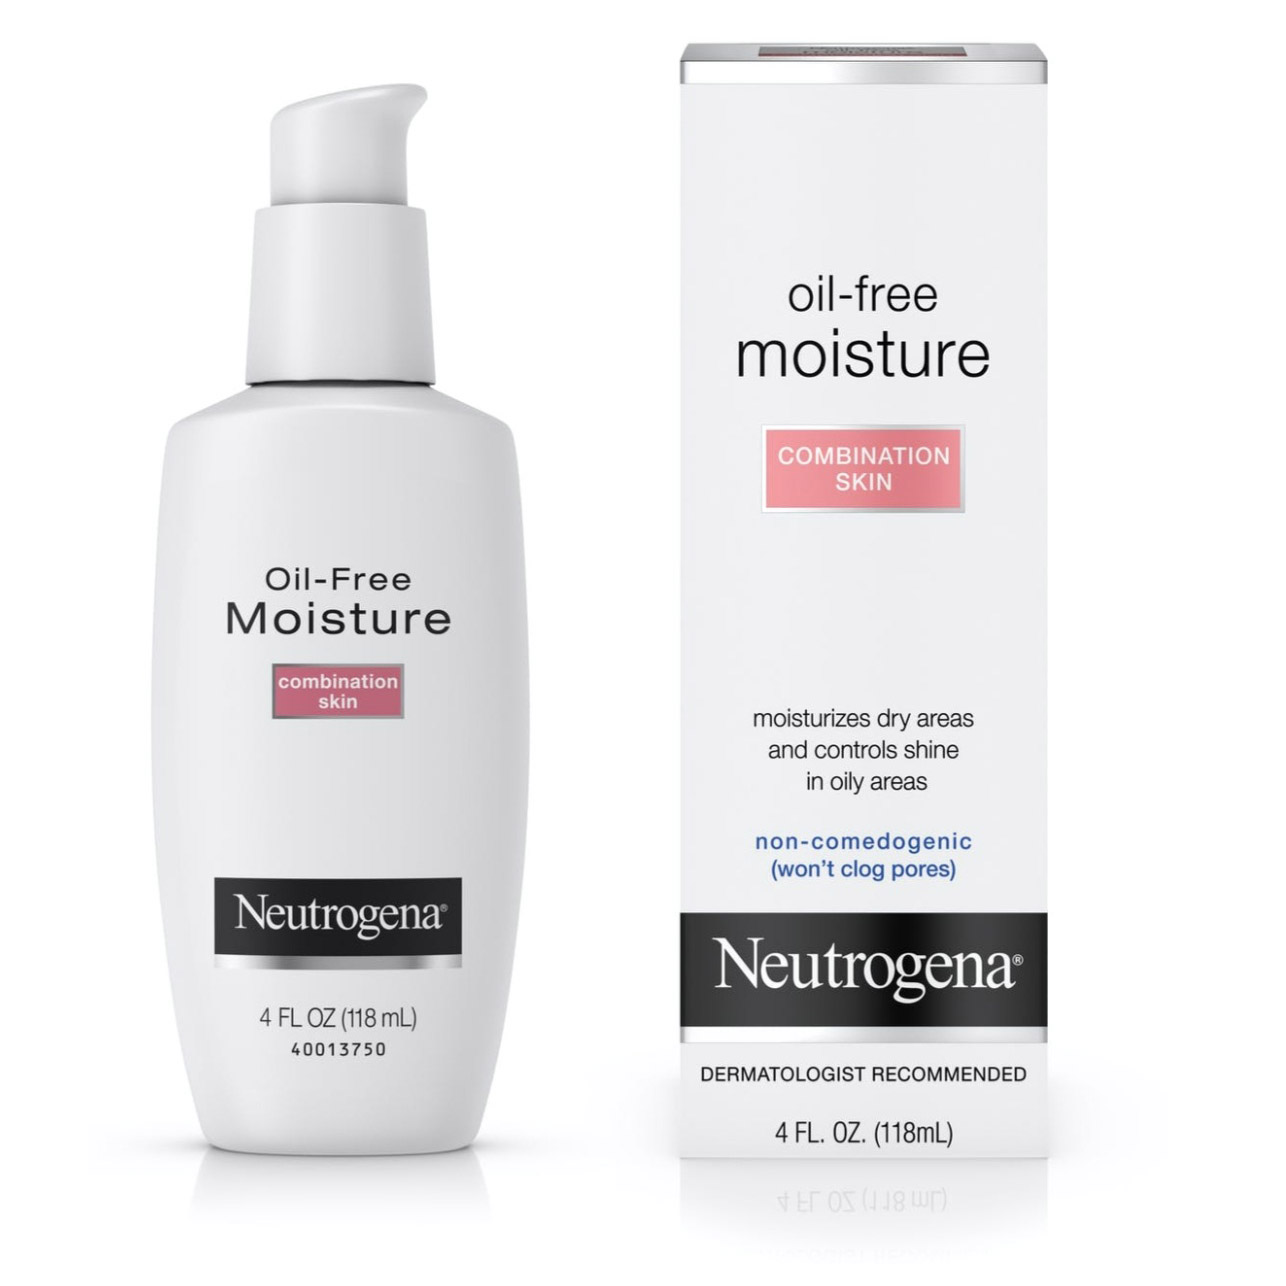 Oil-Free
Moisture
combination
skin
Neutrogena®
4 FL OZ (118 mL)
40013750
oil-free
moisture
COMBINATION
SKIN
moisturizes dry areas
and controls shine
in oily areas
non-comedogenic
(won't clog pores)
Neutrogena®
DERMATOLOGIST RECOMMENDED
4 FL. OZ. (118mL)